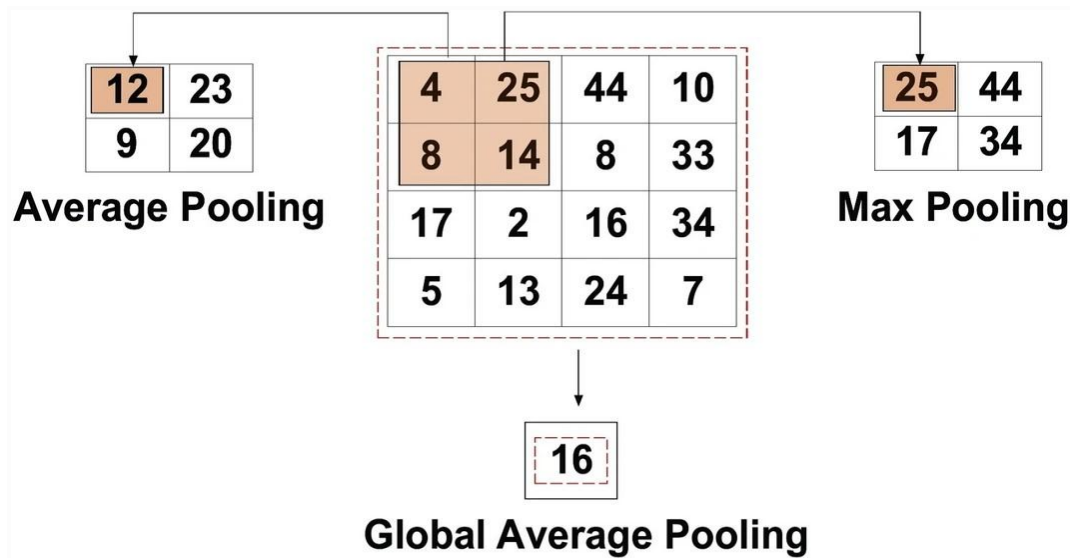 12 23
9 20
Average Pooling
4 25 44 10
8 14 8 33
17 2 16 34
5 13 24 7
25 44
17 34
Max Pooling
16
Global Average Pooling